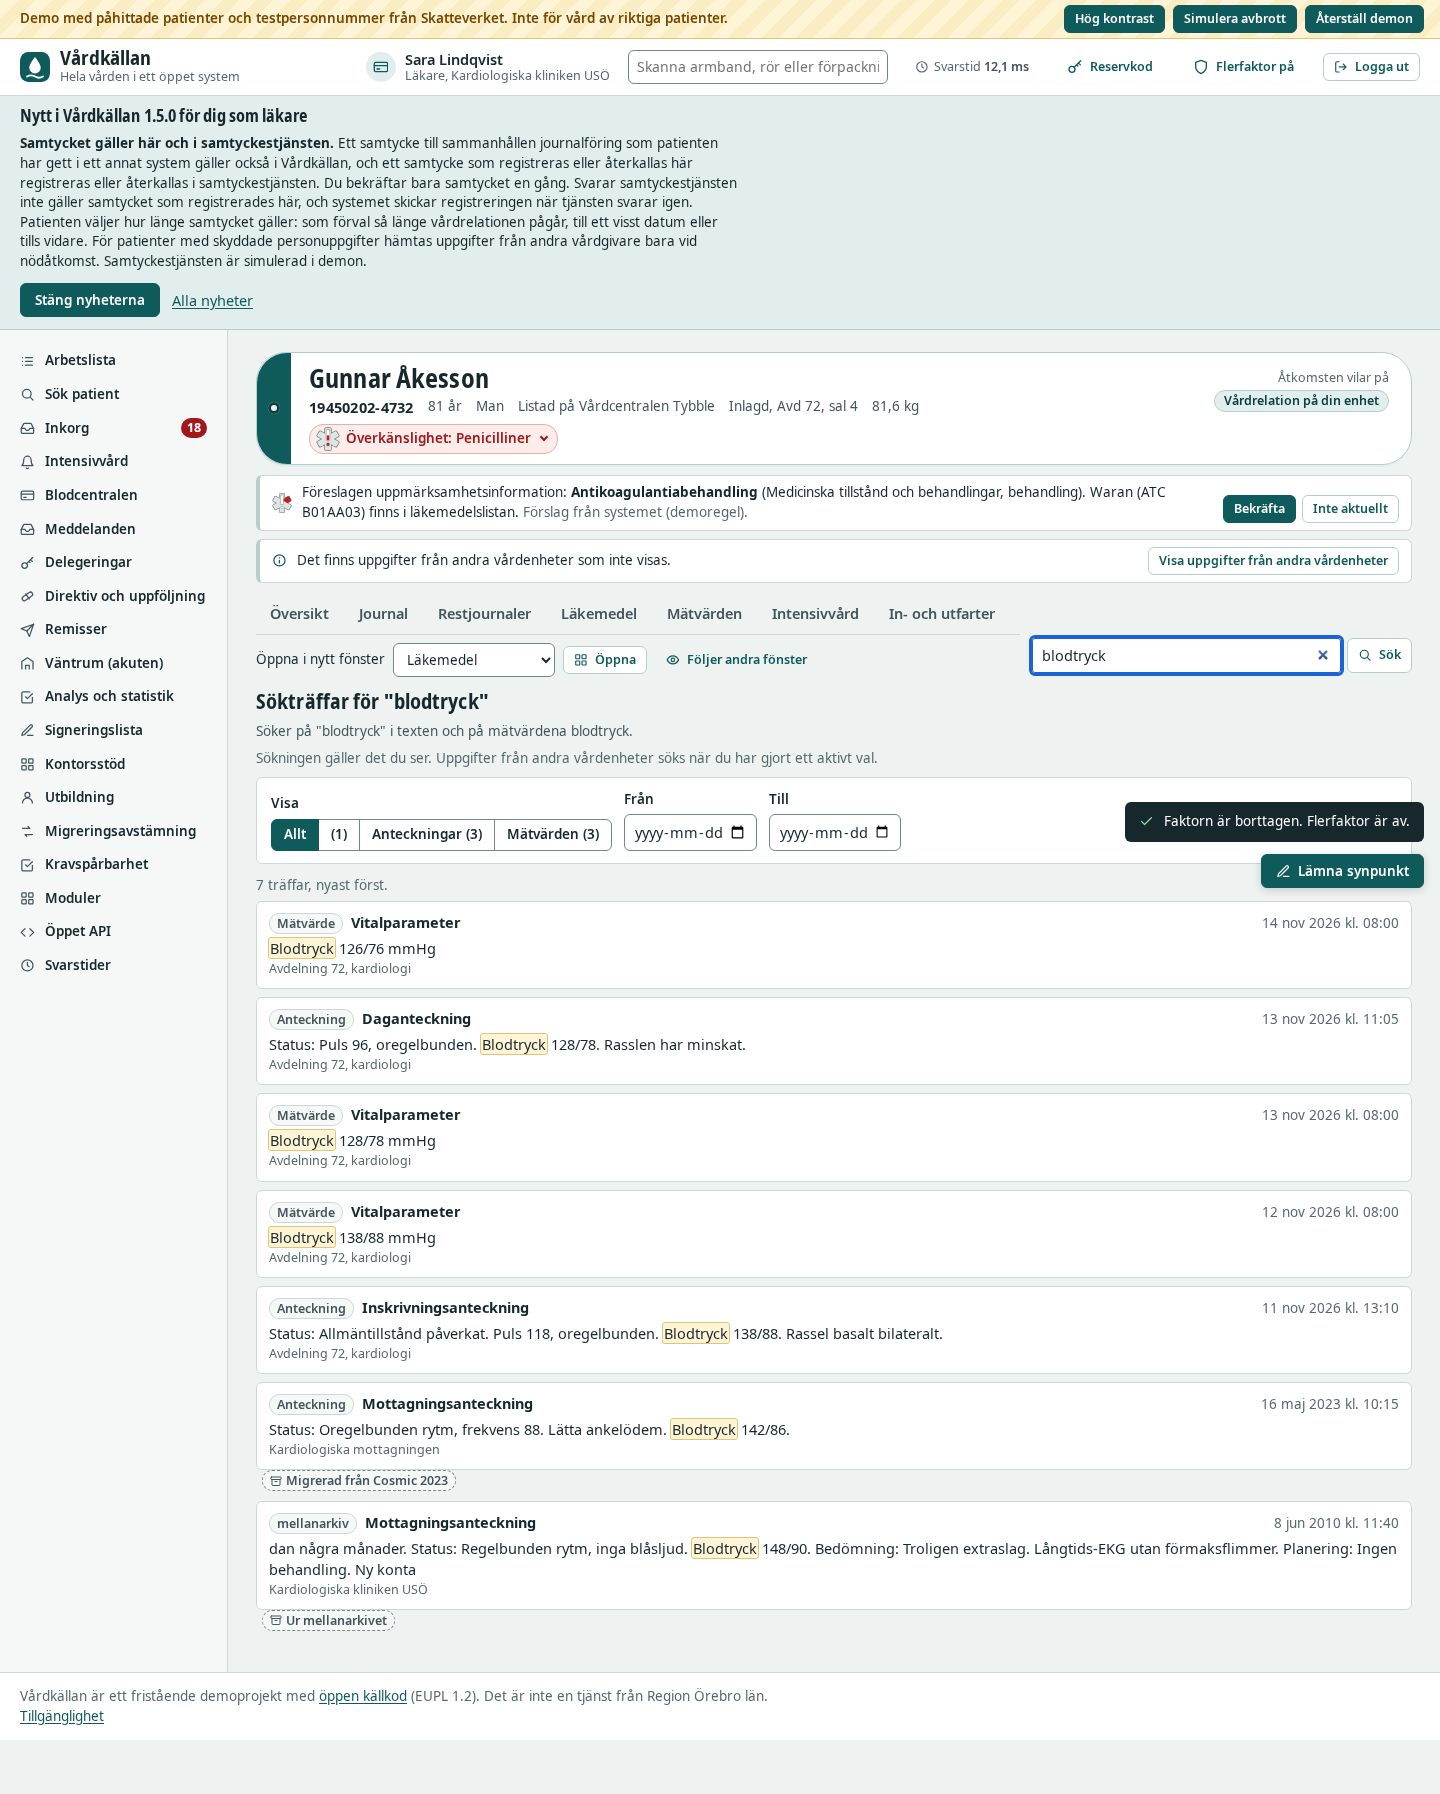 Demo med påhittade patienter och testpersonnummer från Skatteverket. Inte för vård av riktiga patienter.
Hög kontrast
Simulera avbrott
Återställ demon
Vårdkällan
Hela vården i ett öppet system
Sara Lindqvist
Läkare, Kardiologiska kliniken USÖ
Skanna armband, rör eller förpackni
Svarstid 12,1 ms
Reservkod
Flerfaktor på
Logga ut
Nytt i Vårdkällan 1.5.0 för dig som läkare
Samtycket gäller här och i samtyckestjänsten. Ett samtycke till sammanhållen journalföring som patienten
har gett i ett annat system gäller också i Vårdkällan, och ett samtycke som registreras eller återkallas här
registreras eller återkallas i samtyckestjänsten. Du bekräftar bara samtycket en gång. Svarar samtyckestjänsten
inte gäller samtycket som registrerades här, och systemet skickar registreringen när tjänsten svarar igen.
Patienten väljer hur länge samtycket gäller: som förval så länge vårdrelationen pågår, till ett visst datum eller
tills vidare. För patienter med skyddade personuppgifter hämtas uppgifter från andra vårdgivare bara vid
nödåtkomst. Samtyckestjänsten är simulerad i demon.
Stäng nyheterna
Alla nyheter
Arbetslista
Sök patient
Inkorg
18
Intensivvård
Blodcentralen
Meddelanden
Delegeringar
Direktiv och uppföljning
Remisser
Väntrum (akuten)
Analys och statistik
Signeringslista
Kontorsstöd
Utbildning
Migreringsavstämning
Kravspårbarhet
Moduler
Öppet API
Svarstider
Gunnar Åkesson
19450202-4732
81 år
Man
Listad på Vårdcentralen Tybble
Inlagd, Avd 72, sal 4
81,6 kg
Överkänslighet: Penicilliner
Åtkomsten vilar på
Vårdrelation på din enhet
Föreslagen uppmärksamhetsinformation: Antikoagulantiabehandling (Medicinska tillstånd och behandlingar, behandling). Waran (ATC
B01AA03) finns i läkemedelslistan. Förslag från systemet (demoregel).
Bekräfta
Inte aktuellt
Det finns uppgifter från andra vårdenheter som inte visas.
Visa uppgifter från andra vårdenheter
Översikt
Journal
Restjournaler
Läkemedel
Mätvärden
Intensivvård
In- och utfarter
Öppna i nytt fönster
Läkemedel
Öppna
Följer andra fönster
blodtryck
Sök
Sökträffar för "blodtryck"
Söker på "blodtryck" i texten och på mätvärdena blodtryck.
Sökningen gäller det du ser. Uppgifter från andra vårdenheter söks när du har gjort ett aktivt val.
Visa
Allt
(1)
Anteckningar (3)
Mätvärden (3)
Från
yyyy-mm-dd
Till
yyyy-mm-dd
Faktorn är borttagen. Flerfaktor är av.
Lämna synpunkt
7 träffar, nyast först.
Mätvärde
Vitalparameter
14 nov 2026 kl. 08:00
Blodtryck 126/76 mmHg
Avdelning 72, kardiologi
Anteckning
Daganteckning
13 nov 2026 kl. 11:05
Status: Puls 96, oregelbunden. Blodtryck 128/78. Rasslen har minskat.
Avdelning 72, kardiologi
Mätvärde
Vitalparameter
13 nov 2026 kl. 08:00
Blodtryck 128/78 mmHg
Avdelning 72, kardiologi
Mätvärde
Vitalparameter
12 nov 2026 kl. 08:00
Blodtryck 138/88 mmHg
Avdelning 72, kardiologi
Anteckning
Inskrivningsanteckning
11 nov 2026 kl. 13:10
Status: Allmäntillstånd påverkat. Puls 118, oregelbunden. Blodtryck 138/88. Rassel basalt bilateralt.
Avdelning 72, kardiologi
Anteckning
Mottagningsanteckning
16 maj 2023 kl. 10:15
Status: Oregelbunden rytm, frekvens 88. Lätta ankelödem. Blodtryck 142/86.
Kardiologiska mottagningen
Migrerad från Cosmic 2023
mellanarkiv
Mottagningsanteckning
8 jun 2010 kl. 11:40
dan några månader. Status: Regelbunden rytm, inga blåsljud. Blodtryck 148/90. Bedömning: Troligen extraslag. Långtids-EKG utan förmaksflimmer. Planering: Ingen
behandling. Ny konta
Kardiologiska kliniken USÖ
Ur mellanarkivet
Vårdkällan är ett fristående demoprojekt med öppen källkod (EUPL 1.2). Det är inte en tjänst från Region Örebro län.
Tillgänglighet